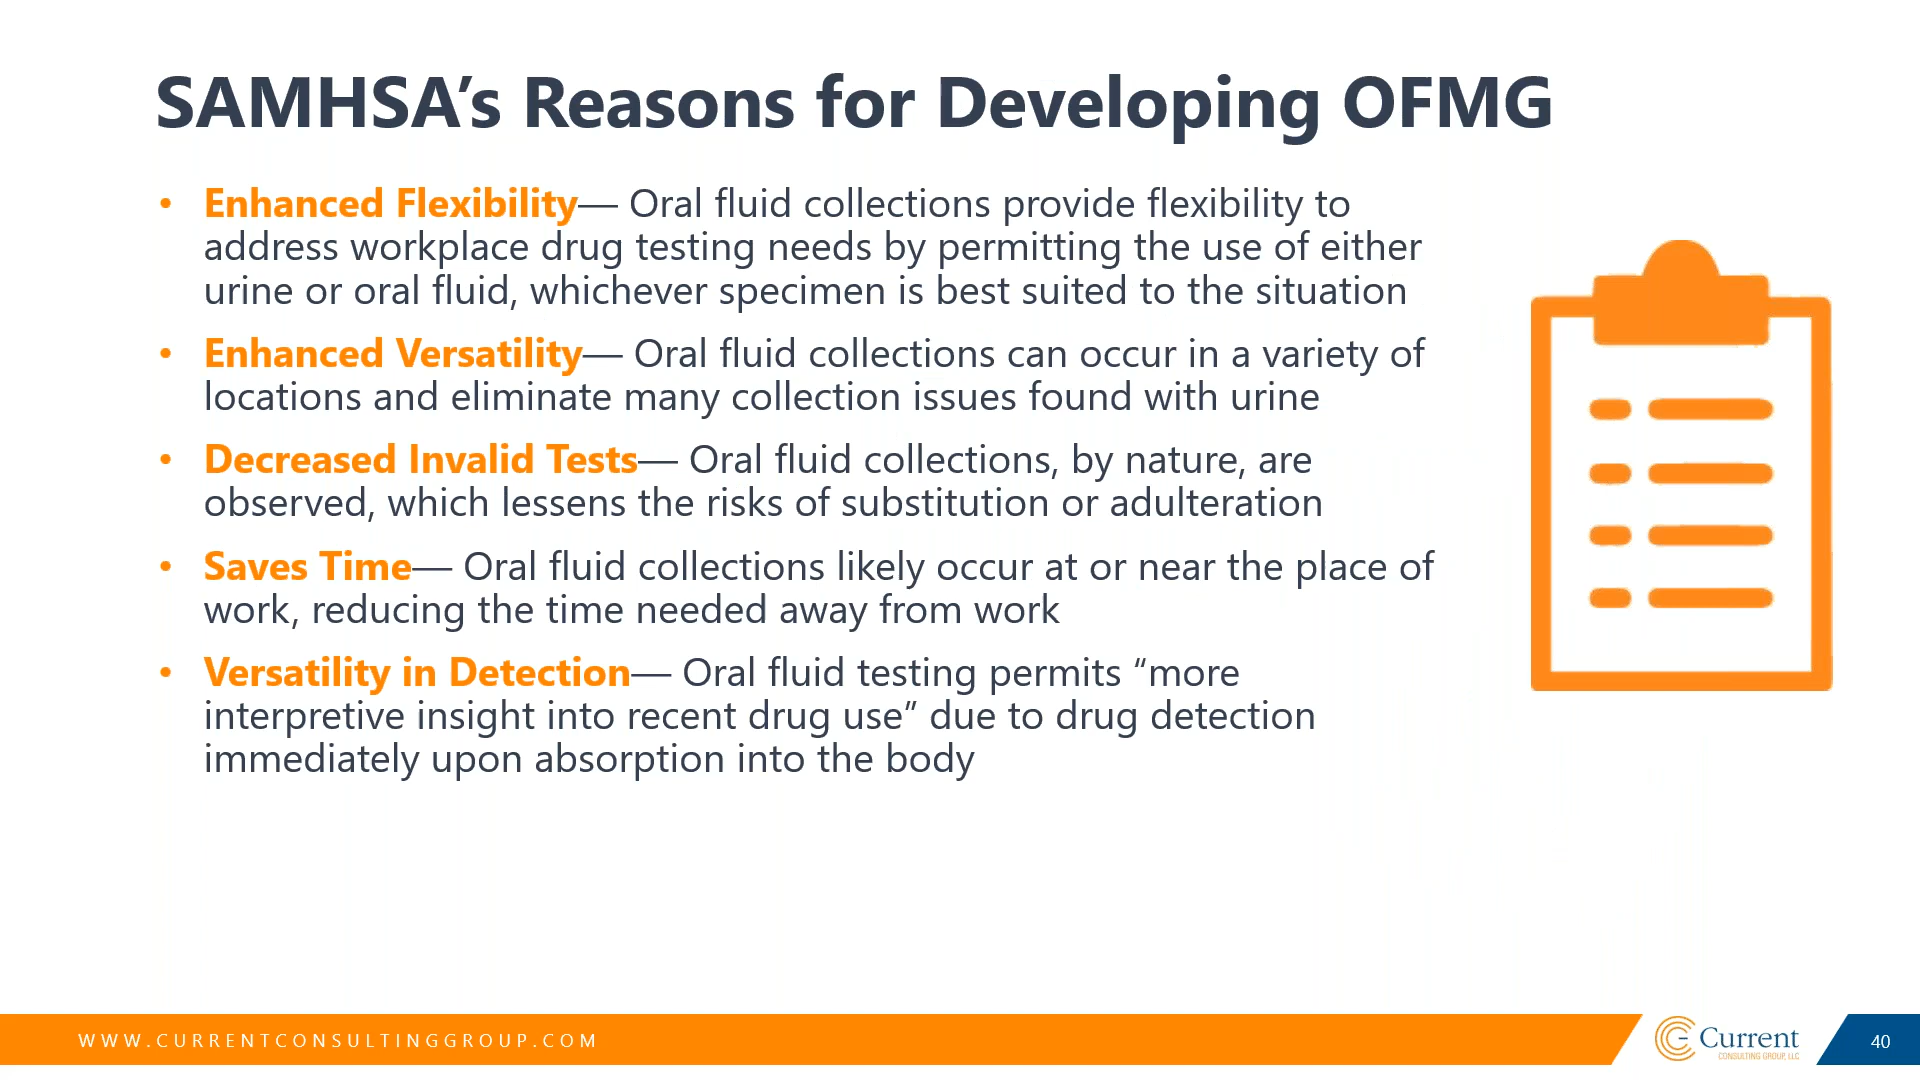 SAMHSA’s Reasons for Developing OFMG
• Enhanced Flexibility— Oral fluid collections provide flexibility to
address workplace drug testing needs by permitting the use of either
urine or oral fluid, whichever specimen is best suited to the situation
• Enhanced Versatility— Oral fluid collections can occur in a variety of
locations and eliminate many collection issues found with urine
• Decreased Invalid Tests— Oral fluid collections, by nature, are
observed, which lessens the risks of substitution or adulteration
• Saves Time— Oral fluid collections likely occur at or near the place of
work, reducing the time needed away from work
• Versatility in Detection— Oral fluid testing permits “more
interpretive insight into recent drug use” due to drug detection
immediately upon absorption into the body
WWW.CURRENTCONSULTINGGROUP.COM
Current
CONSULTING GROUP, LLC
40